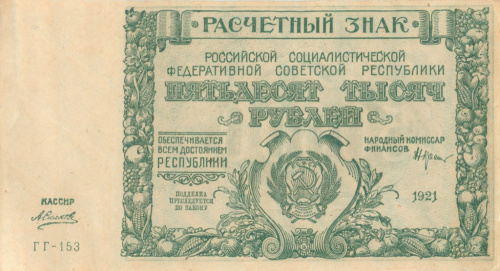 РАСЧЕТНЫЙ ЗНАК
РОССИЙСКОЙ СОЦИАЛИСТИЧЕСКОЙ
ФЕДЕРАТИВНОЙ СОВЕТСКОЙ РЕСПУБЛИКИ
ПЯТЬДЕСЯТ ТЫСЯЧ
РУБЛЕЙ
ОБЕСПЕЧИВАЕТСЯ
ВСЕМ ДОСТОЯНИЕМ
РЕСПУБЛИКИ
НАРОДНЫЙ КОМИССАР
ФИНАНСОВ
ПОДДЕЛКА
ПРЕСЛЕДУЕТСЯ
ПО ЗАКОНУ
1921
КАССИР
ГГ-153